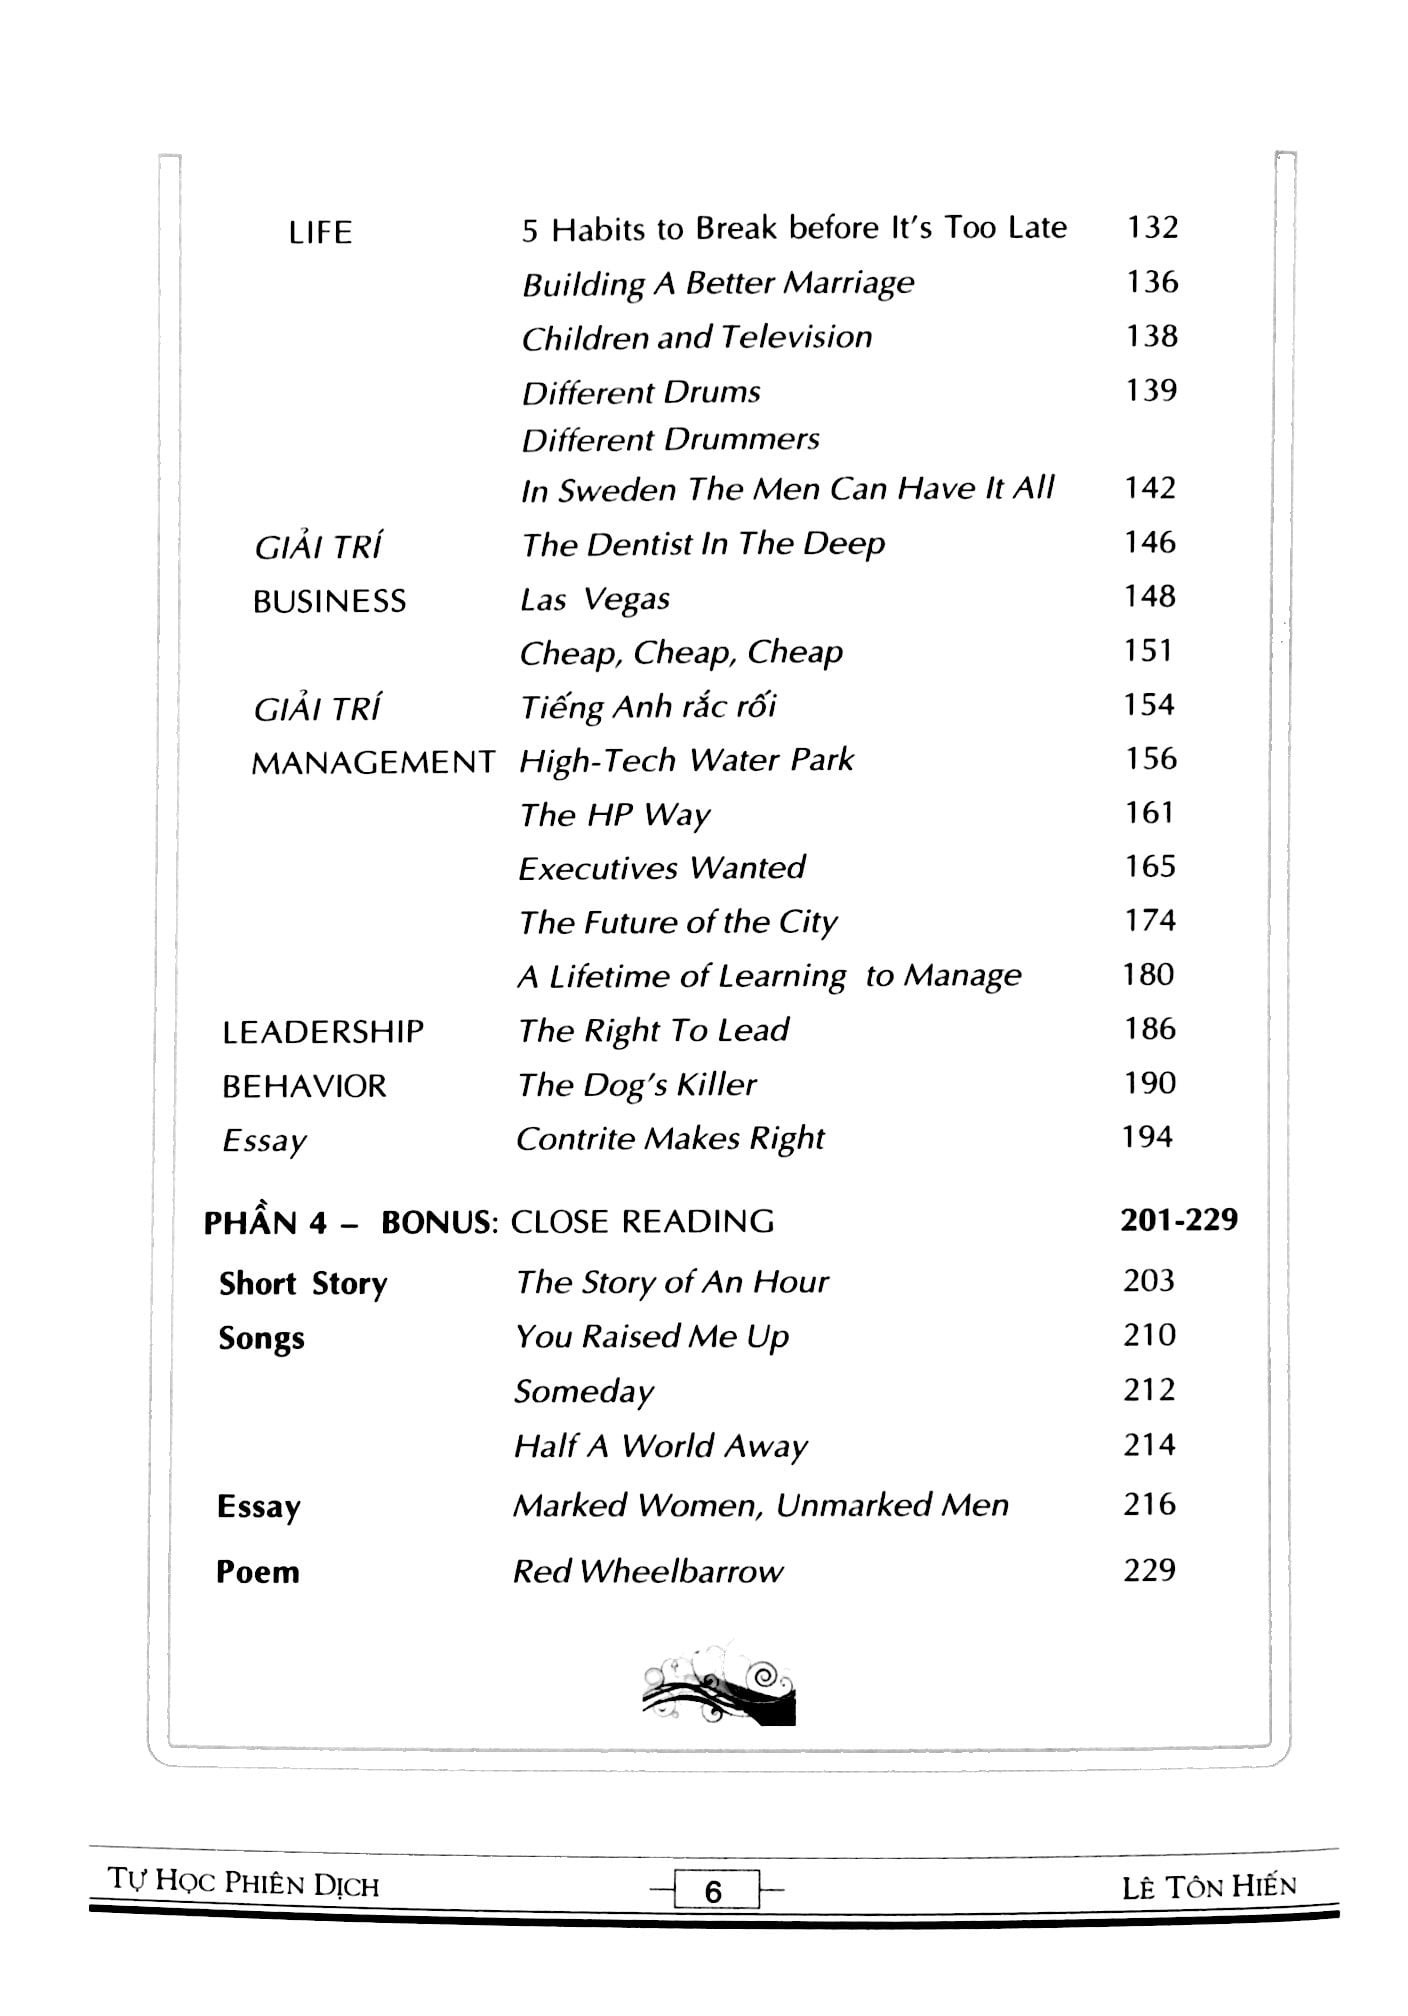 LIFE 5 Habits to Break before It's Too Late 132
Building A Better Marriage 136
Children and Television 138
Different Drums 139
Different Drummers
In Sweden The Men Can Have It All 142
GIẢI TRÍ The Dentist In The Deep 146
BUSINESS Las Vegas 148
Cheap, Cheap, Cheap 151
GIẢI TRÍ Tiếng Anh rắc rối 154
MANAGEMENT High-Tech Water Park 156
The HP Way 161
Executives Wanted 165
The Future of the City 174
A Lifetime of Learning to Manage 180
LEADERSHIP The Right To Lead 186
BEHAVIOR The Dog's Killer 190
Essay Contrite Makes Right 194
PHẦN 4 – BONUS: CLOSE READING 201-229
Short Story The Story of An Hour 203
Songs You Raised Me Up 210
Someday 212
Half A World Away 214
Essay Marked Women, Unmarked Men 216
Poem Red Wheelbarrow 229
TỰ HỌC PHIÊN DỊCH 6 LÊ TÔN HIẾN